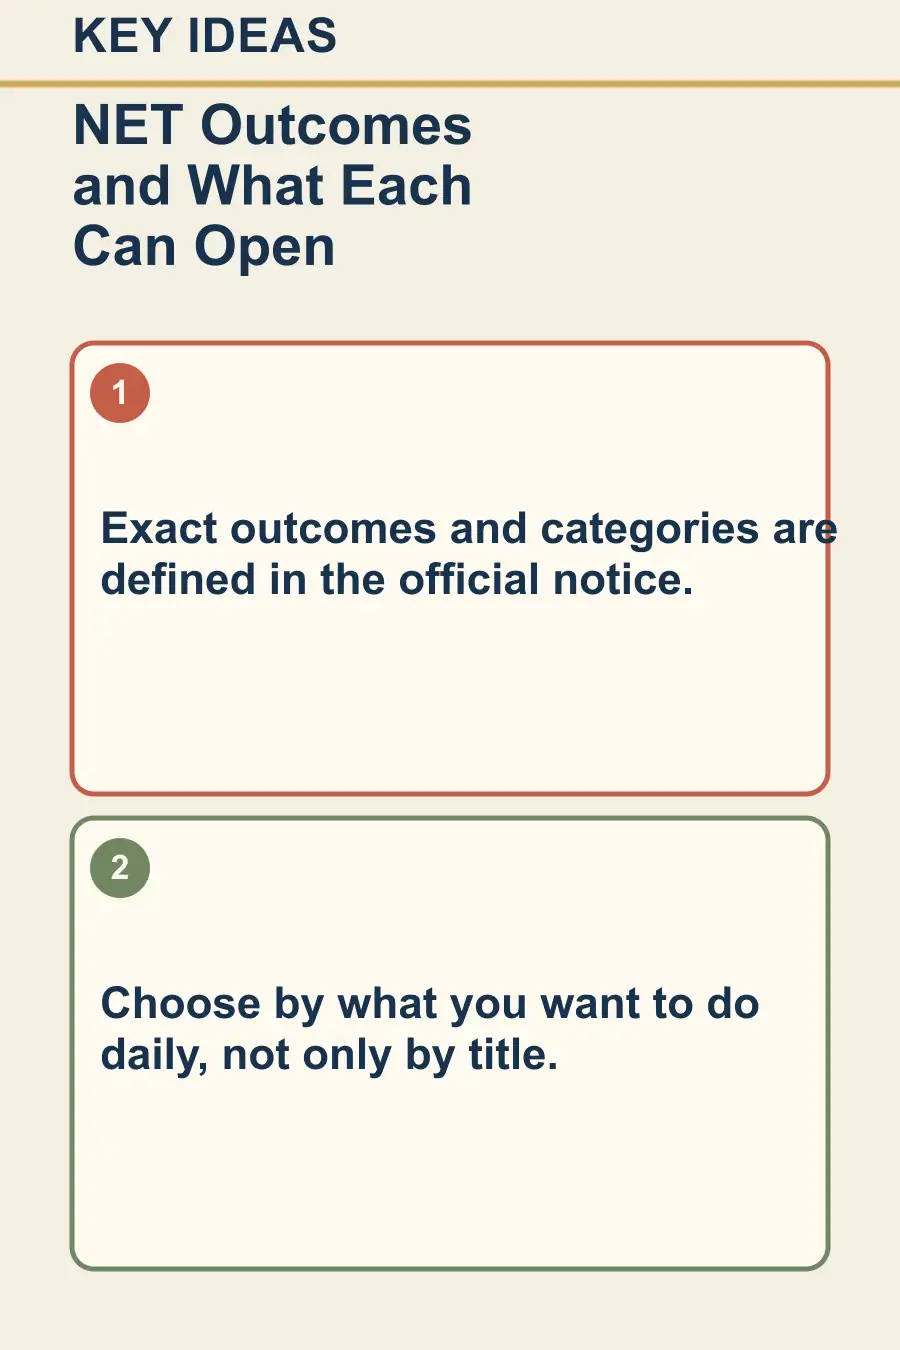 KEY IDEAS
NET Outcomes
and What Each
Can Open
1
Exact outcomes and categories are
defined in the official notice.
2
Choose by what you want to do
daily, not only by title.